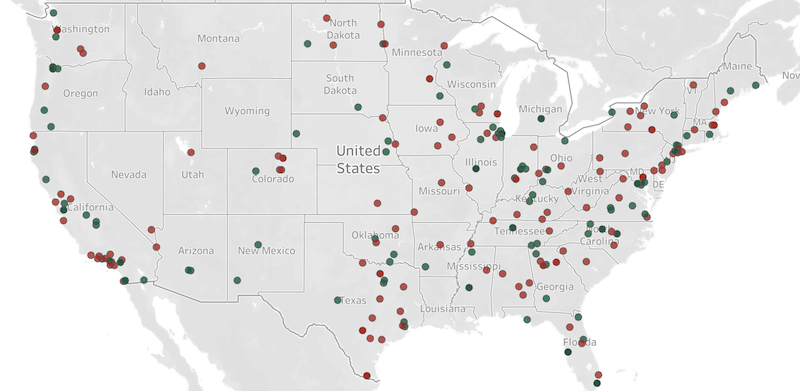 Washington
Montana
North
Dakota
Minnesota
Maine
Nov
Oregon
Idaho
South
Dakota
Wisconsin
Michigan
VT
New York
MA
Wyoming
Iowa
Nevada
Utah
Colorado
United
States
Illinois
Ohio
MD
DE
West
Virginia
Missouri
Kentucky
California
Arizona
New Mexico
Oklahoma
Arkansas
Tennessee
Carolina
Mississippi
Georgia
Texas
Louisiana
Florida